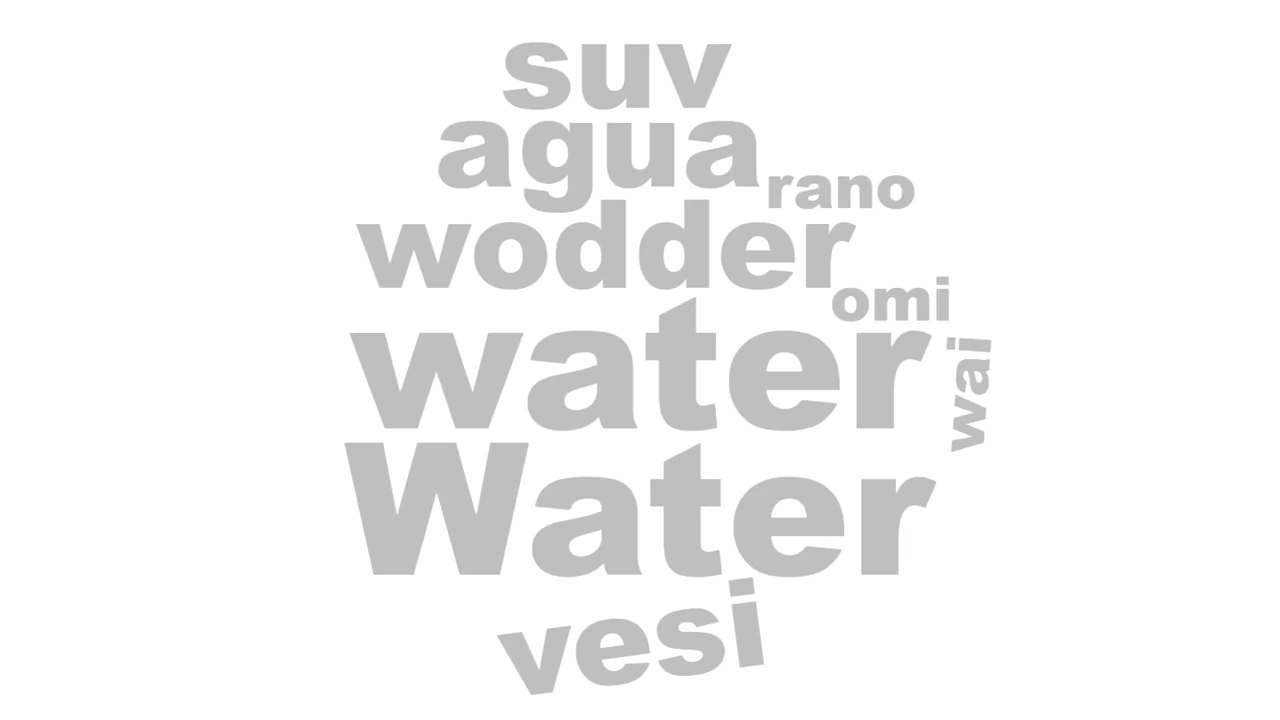 suv
agua
rano
wodder
omi
water
wai
Water
vesi